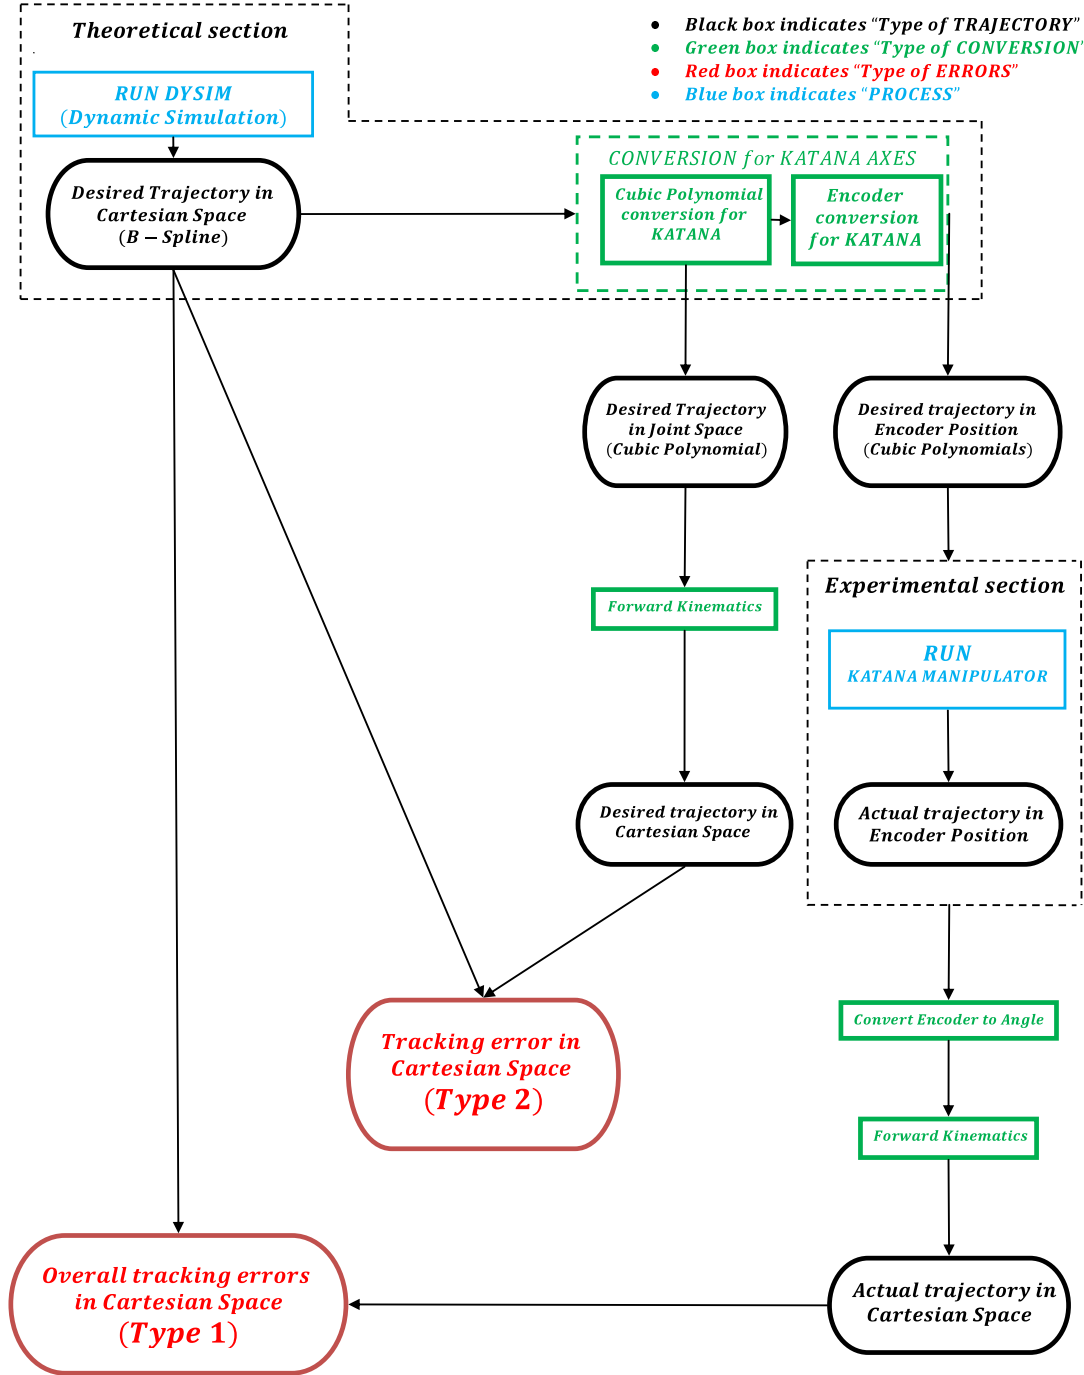 Theoretical section
● Black box indicates “Type of TRAJECTORY”
● Green box indicates “Type of CONVERSION”
● Red box indicates “Type of ERRORS”
● Blue box indicates “PROCESS”
RUN DYSIM
(Dynamic Simulation)
Desired Trajectory in
Cartesian Space
(B − Spline)
CONVERSION for KATANA AXES
Cubic Polynomial
conversion for
KATANA
Encoder
conversion
for KATANA
Desired Trajectory
in Joint Space
(Cubic Polynomial)
Desired trajectory in
Encoder Position
(Cubic Polynomials)
Forward Kinematics
Experimental section
RUN
KATANA MANIPULATOR
Desired trajectory in
Cartesian Space
Actual trajectory in
Encoder Position
Tracking error in
Cartesian Space
(Type 2)
Convert Encoder to Angle
Forward Kinematics
Overall tracking errors
in Cartesian Space
(Type 1)
Actual trajectory in
Cartesian Space